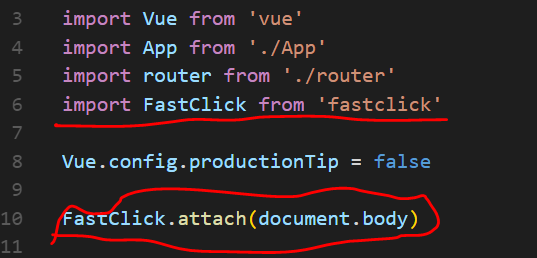 3 import Vue from 'vue'
4 import App from './App'
5 import router from './router'
6 import FastClick from 'fastclick'
7
8 Vue.config.productionTip = false
9
10 FastClick.attach(document.body)
11